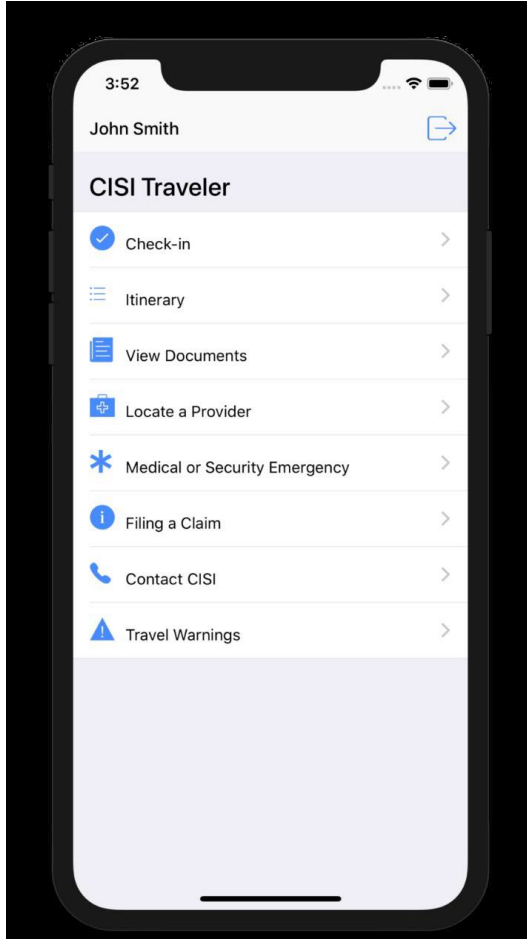 3:52
John Smith
CISI Traveler
Check-in
Itinerary
View Documents
Locate a Provider
Medical or Security Emergency
Filing a Claim
Contact CISI
Travel Warnings